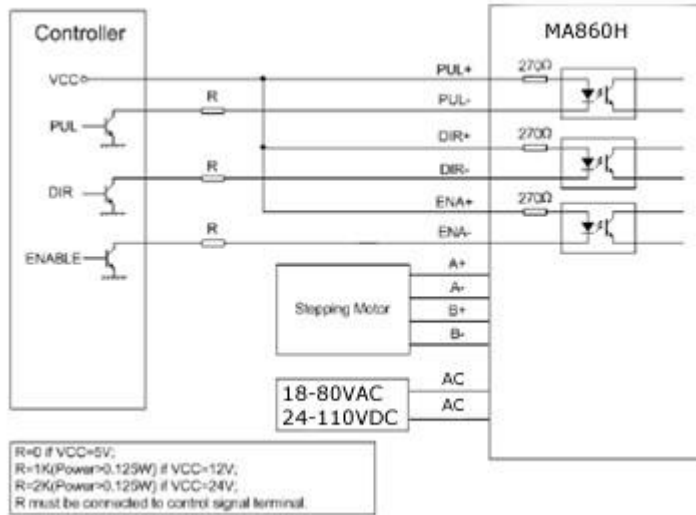 Controller
MA860H
VCC
PUL+
270Ω
R
PUL-
PUL
DIR+
270Ω
R
DIR-
DIR
ENA+
270Ω
R
ENA-
ENABLE
A+
A-
Stepping Motor
B+
B-
18-80VAC
24-110VDC
AC
AC
R=0 if VCC=5V;
R=1K(Power>0.125W) if VCC=12V;
R=2K(Power>0.125W) if VCC=24V;
R must be connected to control signal terminal.